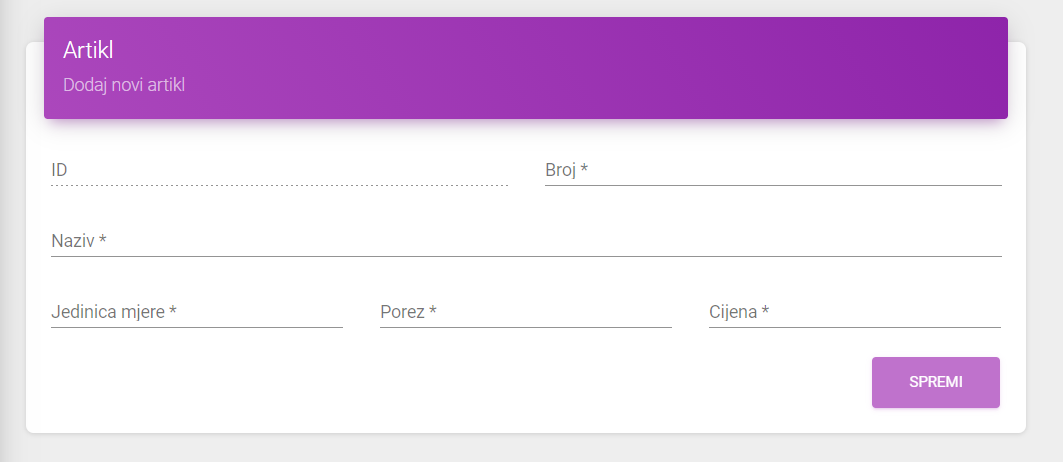 Artikl
Dodaj novi artikl
ID
Broj *
Naziv *
Jedinica mjere *
Porez *
Cijena *
SPREMI